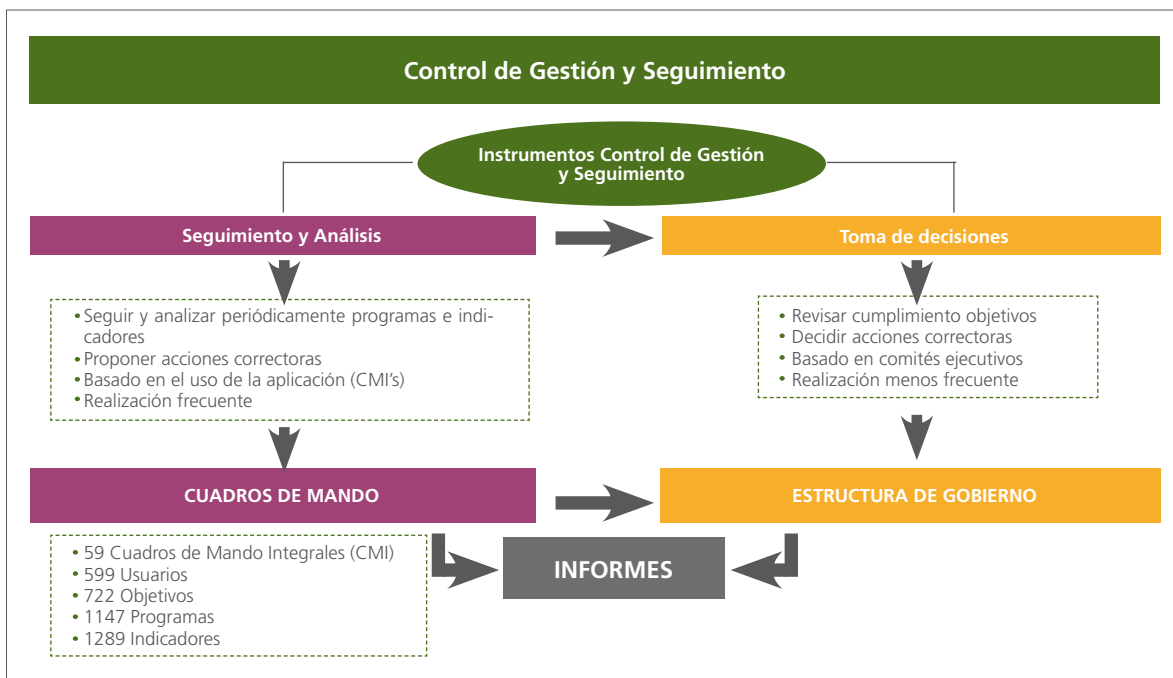 Control de Gestión y Seguimiento
Instrumentos Control de Gestión
y Seguimiento
Seguimiento y Análisis
Toma de decisiones
• Seguir y analizar periódicamente programas e indi-
cadores
• Proponer acciones correctoras
• Basado en el uso de la aplicación (CMI's)
• Realización frecuente
• Revisar cumplimiento objetivos
• Decidir acciones correctoras
• Basado en comités ejecutivos
• Realización menos frecuente
CUADROS DE MANDO
ESTRUCTURA DE GOBIERNO
• 59 Cuadros de Mando Integrales (CMI)
• 599 Usuarios
• 722 Objetivos
• 1147 Programas
• 1289 Indicadores
INFORMES